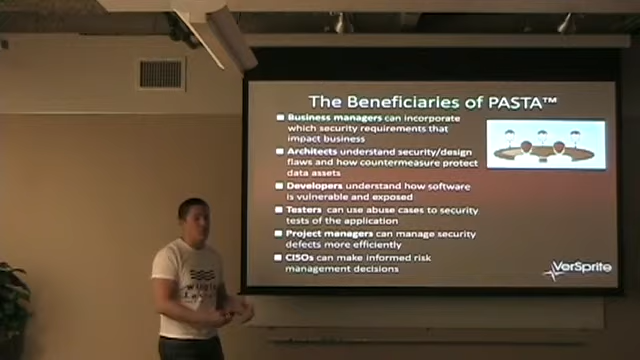 The Beneficiaries of PASTA™
Business managers can incorporate
which security requirements that
impact business
Architects understand security/design
flaws and how countermeasure protect
data assets
Developers understand how software
is vulnerable and exposed
Testers can use abuse cases to security
tests of the application
Project managers can manage security
defects more efficiently
CISOs can make informed risk
management decisions
VerSprite